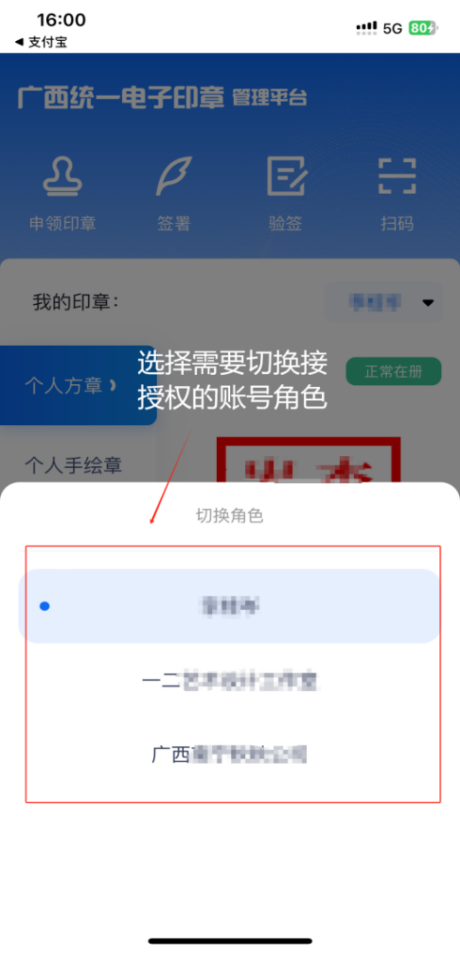 16:00
5G 80
◀ 支付宝
广西统一电子印章 管理平台
申领印章 签署 验签 扫码
我的印章:
个人方章 ›
正常在册
选择需要切换接
授权的账号角色
个人手绘章
切换角色
一二
广西